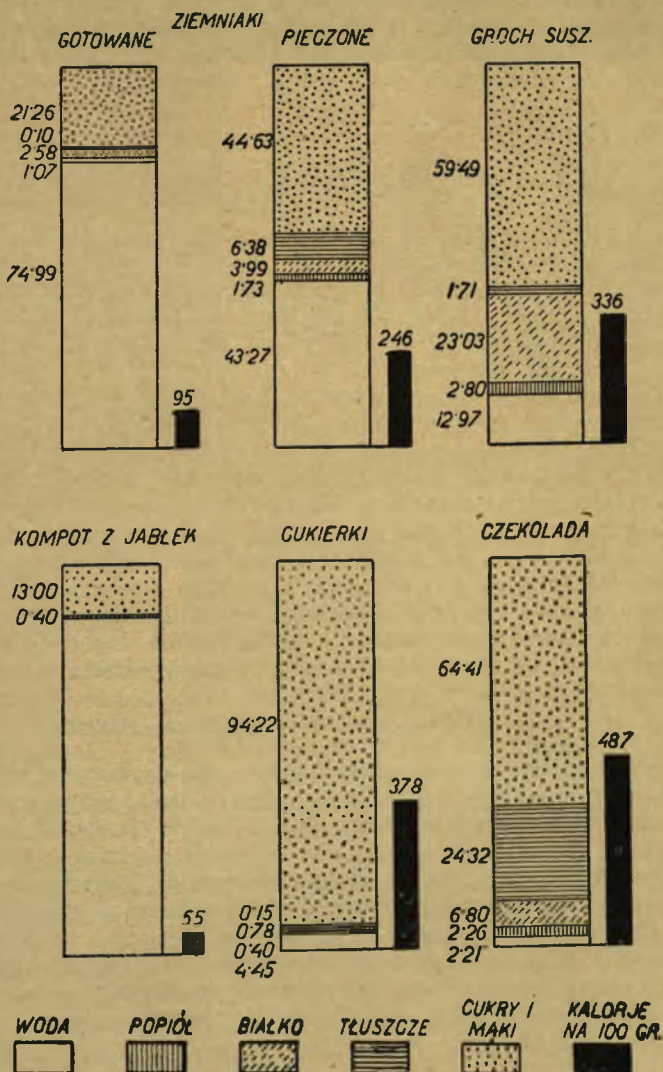 ZIEMNIAKI
GOTOWANE
21·26
0·10
2·58
1·07
74·99
95
PIECZONE
44·63
6·38
3·99
1·73
43·27
246
GROCH SUSZ.
59·49
1·71
23·03
2·80
12·97
336
KOMPOT Z JABŁEK
13·00
0·40
55
CUKIERKI
94·22
0·15
0·78
0·40
4·45
378
CZEKOLADA
64·41
24·32
6·80
2·26
2·21
487
WODA
POPIÓŁ
BIAŁKO
TŁUSZCZE
CUKRY I
MĄKI
KALORJE
NA 100 GR.